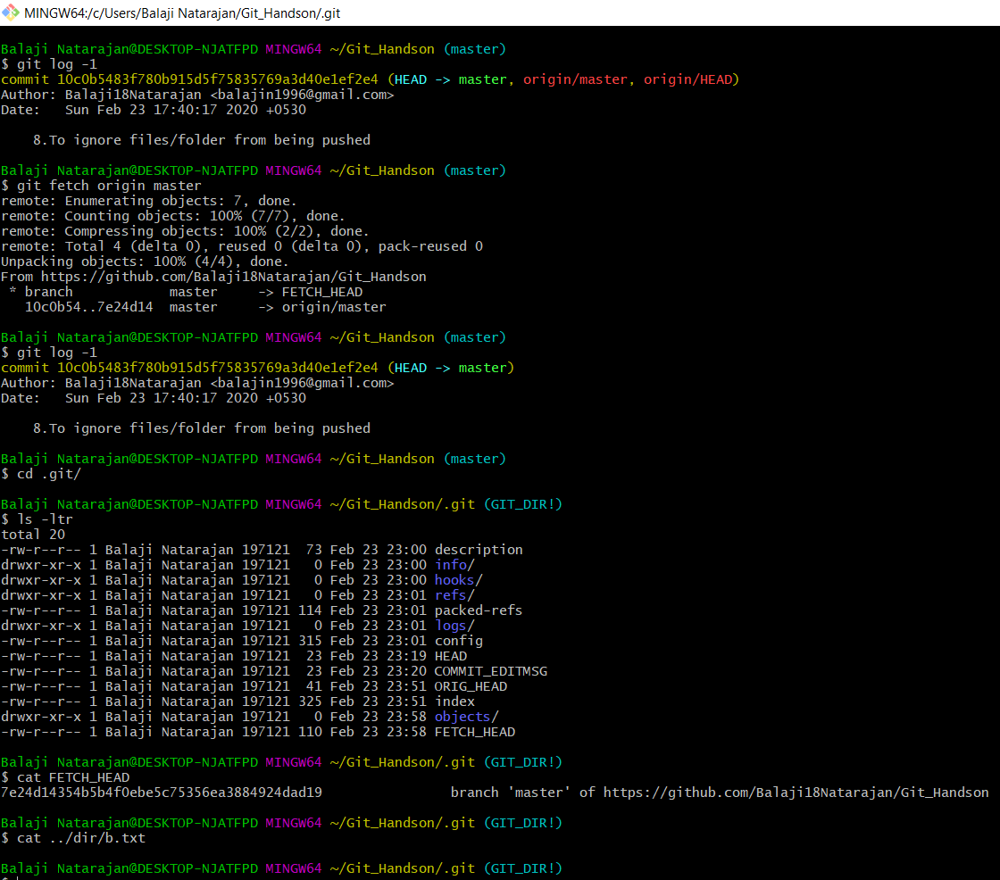 MINGW64:/c/Users/Balaji Natarajan/Git_Handson/.git
Balaji Natarajan@DESKTOP-NJATFPD MINGW64 ~/Git_Handson (master)
$ git log -1
commit 10c0b5483f780b915d5f75835769a3d40e1ef2e4 (HEAD -> master, origin/master, origin/HEAD)
Author: Balaji18Natarajan <balajin1996@gmail.com>
Date:   Sun Feb 23 17:40:17 2020 +0530
    8.To ignore files/folder from being pushed
Balaji Natarajan@DESKTOP-NJATFPD MINGW64 ~/Git_Handson (master)
$ git fetch origin master
remote: Enumerating objects: 7, done.
remote: Counting objects: 100% (7/7), done.
remote: Compressing objects: 100% (2/2), done.
remote: Total 4 (delta 0), reused 0 (delta 0), pack-reused 0
Unpacking objects: 100% (4/4), done.
From https://github.com/Balaji18Natarajan/Git_Handson
 * branch            master     -> FETCH_HEAD
   10c0b54..7e24d14  master     -> origin/master
Balaji Natarajan@DESKTOP-NJATFPD MINGW64 ~/Git_Handson (master)
$ git log -1
commit 10c0b5483f780b915d5f75835769a3d40e1ef2e4 (HEAD -> master)
Author: Balaji18Natarajan <balajin1996@gmail.com>
Date:   Sun Feb 23 17:40:17 2020 +0530
    8.To ignore files/folder from being pushed
Balaji Natarajan@DESKTOP-NJATFPD MINGW64 ~/Git_Handson (master)
$ cd .git/
Balaji Natarajan@DESKTOP-NJATFPD MINGW64 ~/Git_Handson/.git (GIT_DIR!)
$ ls -ltr
total 20
-rw-r--r-- 1 Balaji Natarajan 197121  73 Feb 23 23:00 description
drwxr-xr-x 1 Balaji Natarajan 197121   0 Feb 23 23:00 info/
drwxr-xr-x 1 Balaji Natarajan 197121   0 Feb 23 23:00 hooks/
drwxr-xr-x 1 Balaji Natarajan 197121   0 Feb 23 23:01 refs/
-rw-r--r-- 1 Balaji Natarajan 197121 114 Feb 23 23:01 packed-refs
drwxr-xr-x 1 Balaji Natarajan 197121   0 Feb 23 23:01 logs/
-rw-r--r-- 1 Balaji Natarajan 197121 315 Feb 23 23:01 config
-rw-r--r-- 1 Balaji Natarajan 197121  23 Feb 23 23:19 HEAD
-rw-r--r-- 1 Balaji Natarajan 197121  23 Feb 23 23:20 COMMIT_EDITMSG
-rw-r--r-- 1 Balaji Natarajan 197121  41 Feb 23 23:51 ORIG_HEAD
-rw-r--r-- 1 Balaji Natarajan 197121 325 Feb 23 23:51 index
drwxr-xr-x 1 Balaji Natarajan 197121   0 Feb 23 23:58 objects/
-rw-r--r-- 1 Balaji Natarajan 197121 110 Feb 23 23:58 FETCH_HEAD
Balaji Natarajan@DESKTOP-NJATFPD MINGW64 ~/Git_Handson/.git (GIT_DIR!)
$ cat FETCH_HEAD
7e24d14354b5b4f0ebe5c75356ea3884924dad19                branch 'master' of https://github.com/Balaji18Natarajan/Git_Handson
Balaji Natarajan@DESKTOP-NJATFPD MINGW64 ~/Git_Handson/.git (GIT_DIR!)
$ cat ../dir/b.txt
Balaji Natarajan@DESKTOP-NJATFPD MINGW64 ~/Git_Handson/.git (GIT_DIR!)